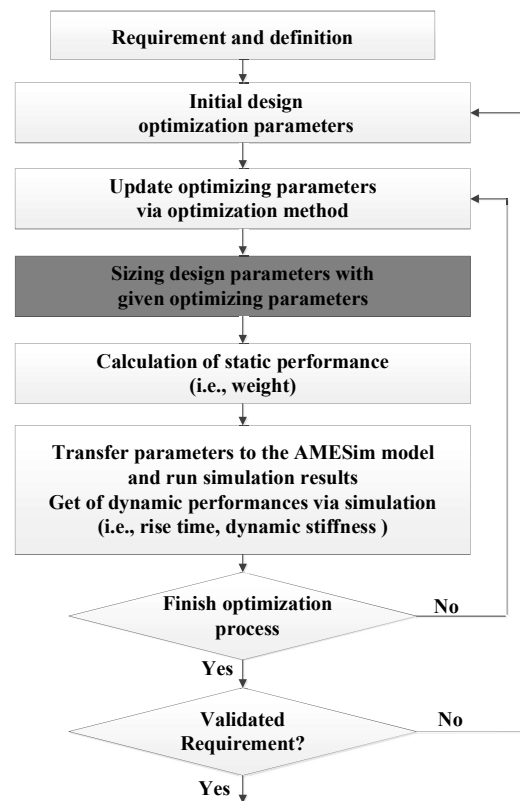 Requirement and definition
Initial design
optimization parameters
Update optimizing parameters
via optimization method
Sizing design parameters with
given optimizing parameters
Calculation of static performance
(i.e., weight)
Transfer parameters to the AMESim model
and run simulation results
Get of dynamic performances via simulation
(i.e., rise time, dynamic stiffness )
Finish optimization
process
No
Yes
Validated
Requirement?
No
Yes